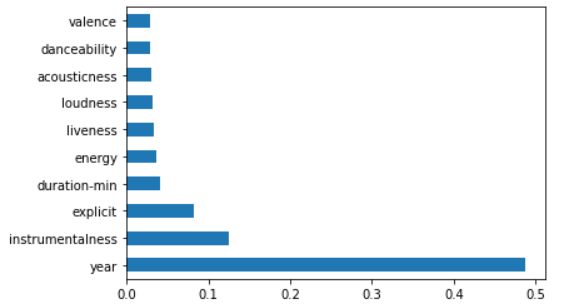 valence
danceability
acousticness
loudness
liveness
energy
duration-min
explicit
instrumentalness
year
0.0 0.1 0.2 0.3 0.4 0.5